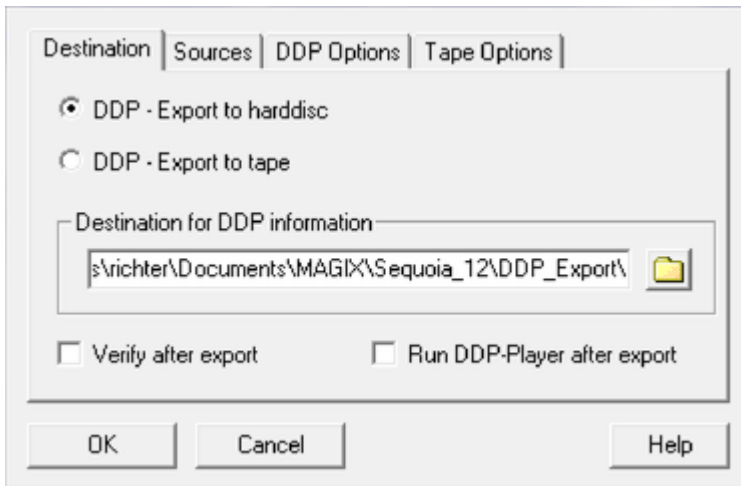 Destination Sources DDP Options Tape Options
DDP - Export to harddisc
DDP - Export to tape
Destination for DDP information
s\richter\Documents\MAGIX\Sequoia_12\DDP_Export\
Verify after export Run DDP-Player after export
OK Cancel Help